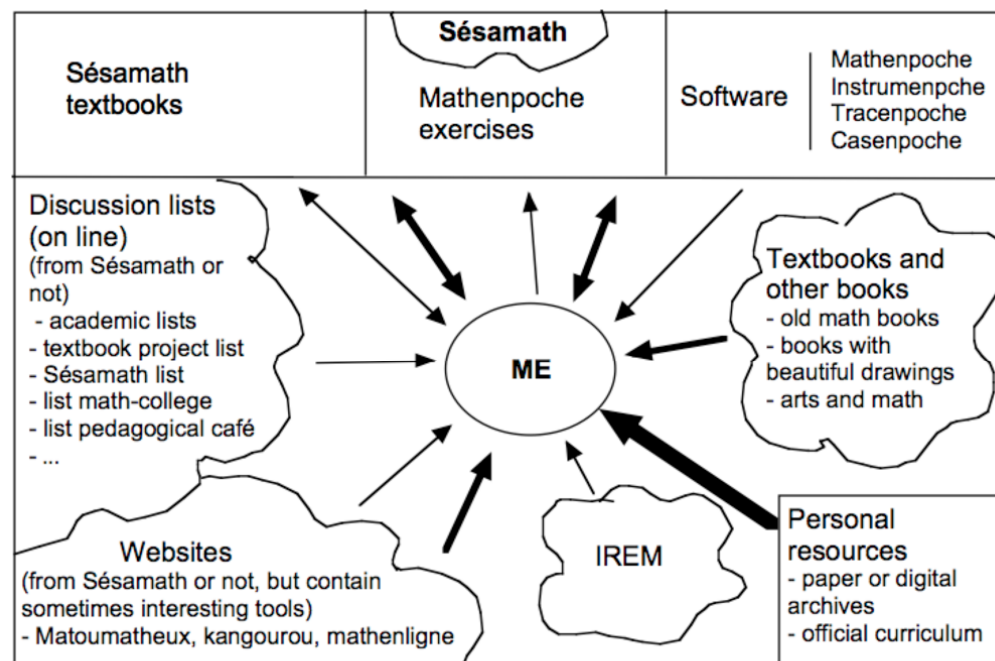 Sésamath
textbooks
Sésamath
Mathenpoche
exercises
Software
Mathenpoche
Instrumenpche
Tracenpoche
Casenpoche
Discussion lists
(on line)
(from Sésamath or
not)
- academic lists
- textbook project list
- Sésamath list
- list math-college
- list pedagogical café
- ...
ME
Textbooks and
other books
- old math books
- books with
beautiful drawings
- arts and math
Websites
(from Sésamath or not, but contain
sometimes interesting tools)
- Matoumatheux, kangourou, mathenligne
IREM
Personal
resources
- paper or digital
archives
- official curriculum